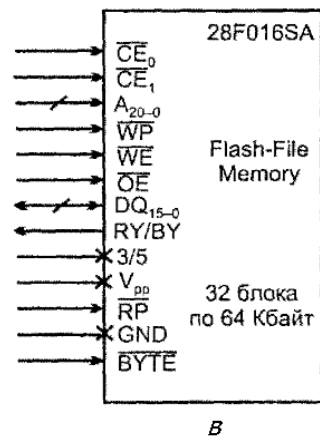 28F016SA
CE0
CE1
A20–0
WP
WE
OE
DQ15–0
RY/BY
3/5
Vpp
RP
GND
BYTE
Flash-File
Memory
32 блока
по 64 Кбайт
в